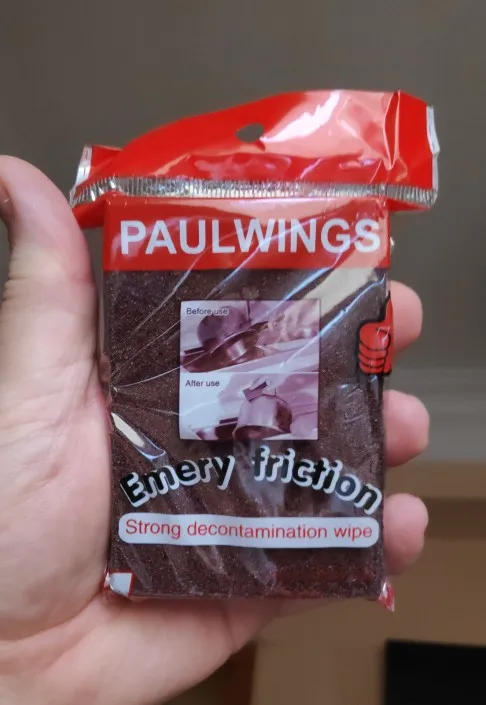 PAULWINGS
Before use
After use
Emery friction
Strong decontamination wipe